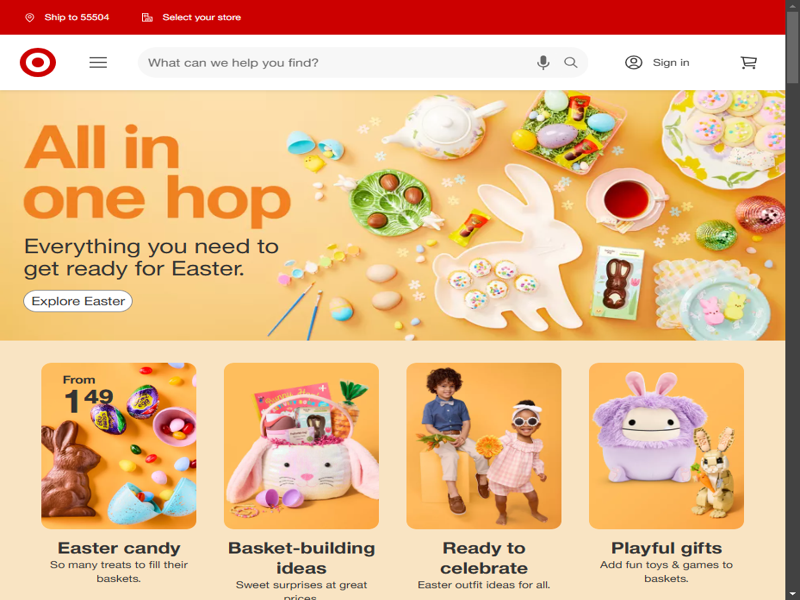 Ship to 55504
Select your store
What can we help you find?
Sign in
All in
one hop
Everything you need to
get ready for Easter.
Explore Easter
From
1 49
Easter candy
So many treats to fill their
baskets.
Basket-building
ideas
Sweet surprises at great
prices.
Ready to
celebrate
Easter outfit ideas for all.
Playful gifts
Add fun toys & games to
baskets.